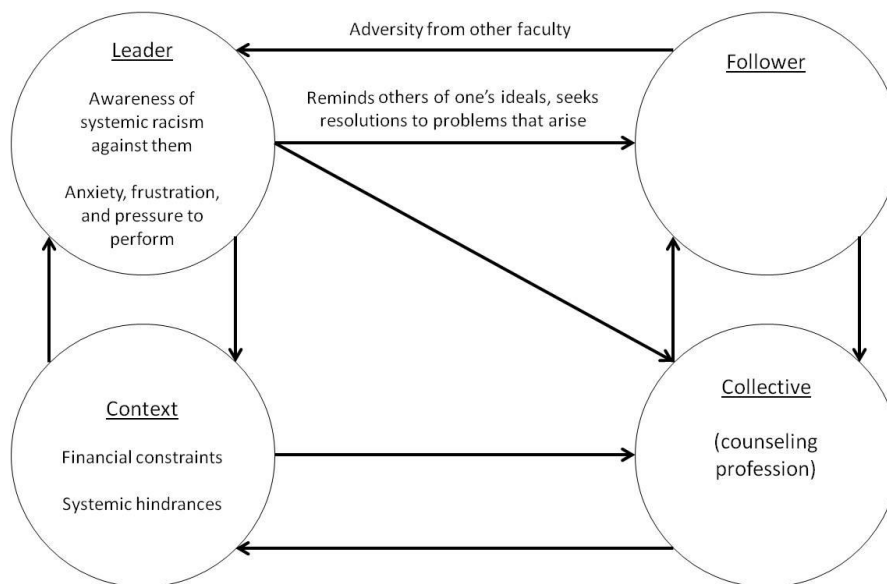 Adversity from other faculty
Leader
Awareness of
systemic racism
against them
Anxiety, frustration,
and pressure to
perform
Reminds others of one's ideals, seeks
resolutions to problems that arise
Follower
Context
Financial constraints
Systemic hindrances
Collective
(counseling
profession)